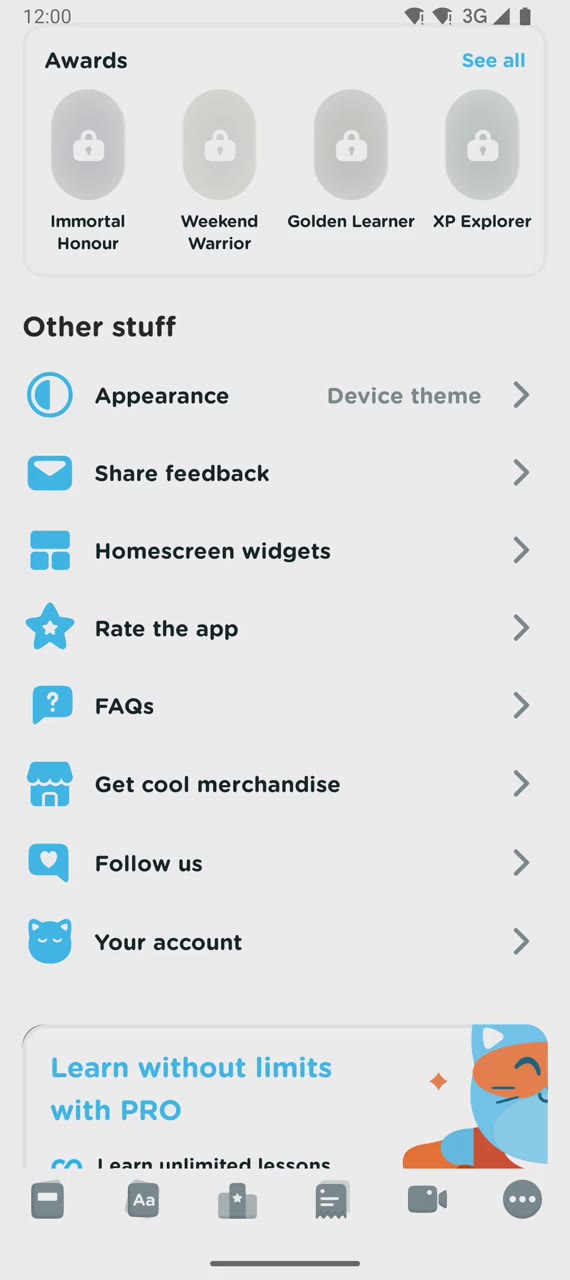 12:00
3G
Awards
See all
Immortal
Honour
Weekend
Warrior
Golden Learner
XP Explorer
Other stuff
Appearance
Device theme
Share feedback
Homescreen widgets
Rate the app
FAQs
Get cool merchandise
Follow us
Your account
Learn without limits
with PRO
Learn unlimited lessons
Aa